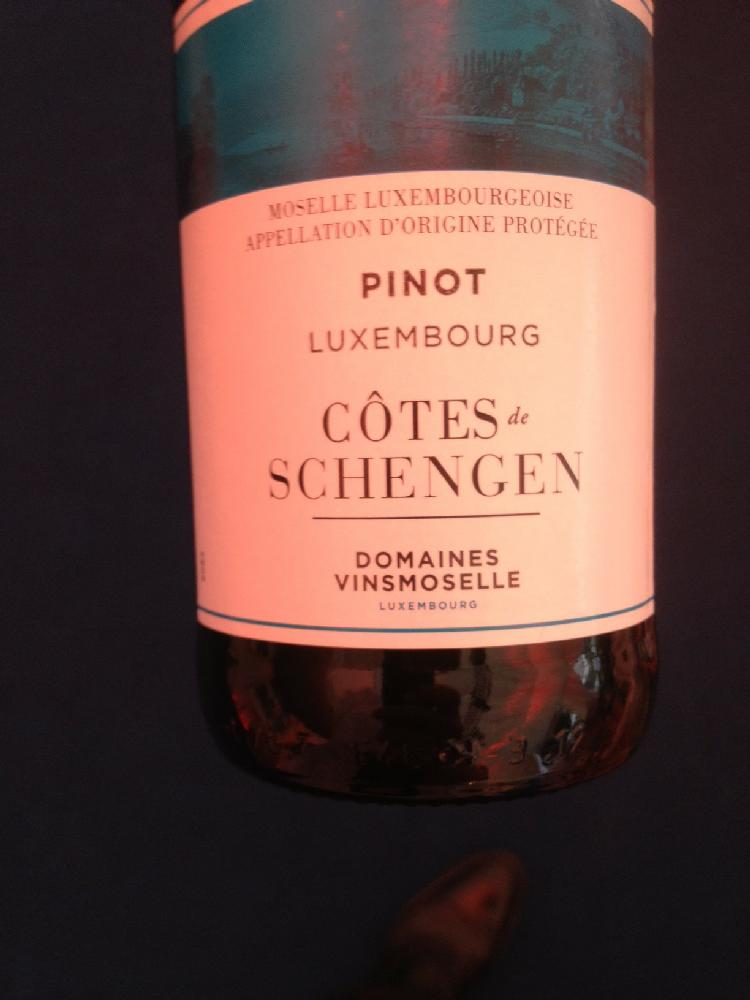 MOSELLE LUXEMBOURGEOISE
APPELLATION D'ORIGINE PROTÉGÉE
PINOT
LUXEMBOURG
CÔTES de
SCHENGEN
DOMAINES
VINSMOSELLE
LUXEMBOURG